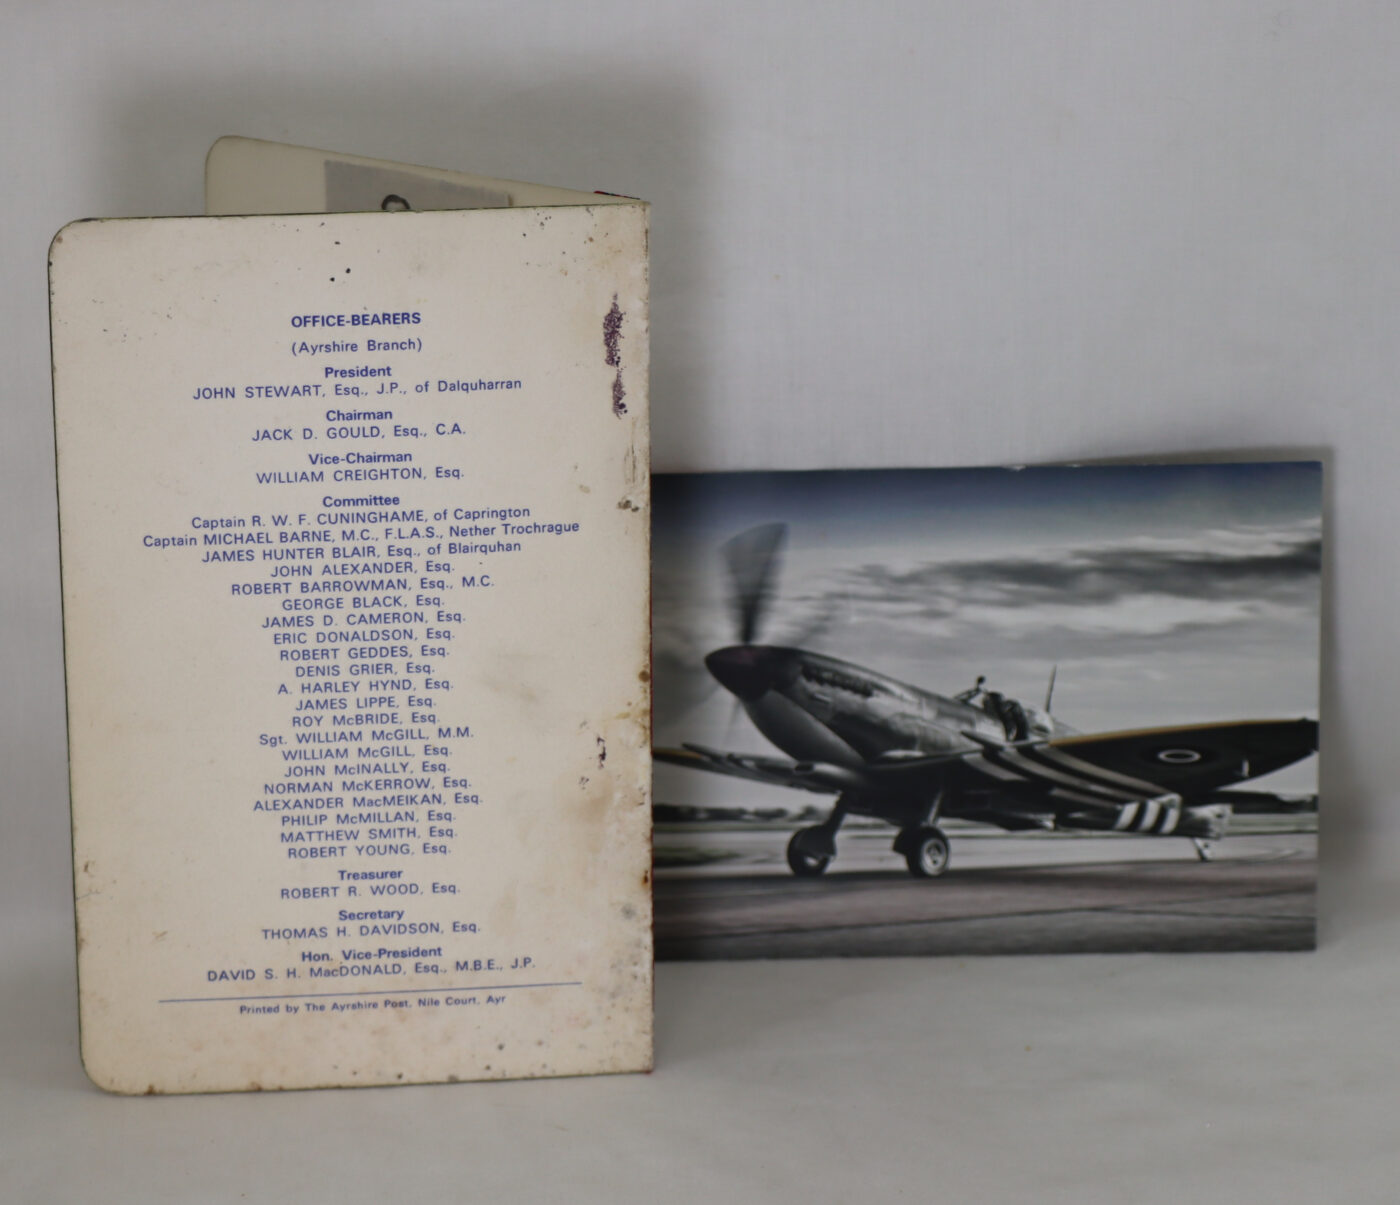 OFFICE-BEARERS
(Ayrshire Branch)
President
JOHN STEWART, Esq., J.P., of Dalquharran
Chairman
JACK D. GOULD, Esq., C.A.
Vice-Chairman
WILLIAM CREIGHTON, Esq.
Committee
Captain R. W. F. CUNINGHAME, of Caprington
Captain MICHAEL BARNE, M.C., F.L.A.S., Nether Trochrague
JAMES HUNTER BLAIR, Esq., of Blairquhan
JOHN ALEXANDER, Esq.
ROBERT BARROWMAN, Esq., M.C.
GEORGE BLACK, Esq.
JAMES D. CAMERON, Esq.
ERIC DONALDSON, Esq.
ROBERT GEDDES, Esq.
DENIS GRIER, Esq.
A. HARLEY HYND, Esq.
JAMES LIPPE, Esq.
ROY McBRIDE, Esq.
Sgt. WILLIAM McGILL, M.M.
WILLIAM McGILL, Esq.
JOHN McINALLY, Esq.
NORMAN McKERROW, Esq.
ALEXANDER MacMEIKAN, Esq.
PHILIP McMILLAN, Esq.
MATTHEW SMITH, Esq.
ROBERT YOUNG, Esq.
Treasurer
ROBERT R. WOOD, Esq.
Secretary
THOMAS H. DAVIDSON, Esq.
Hon. Vice-President
DAVID S. H. MacDONALD, Esq., M.B.E., J.P.
Printed by The Ayrshire Post, Nile Court, Ayr